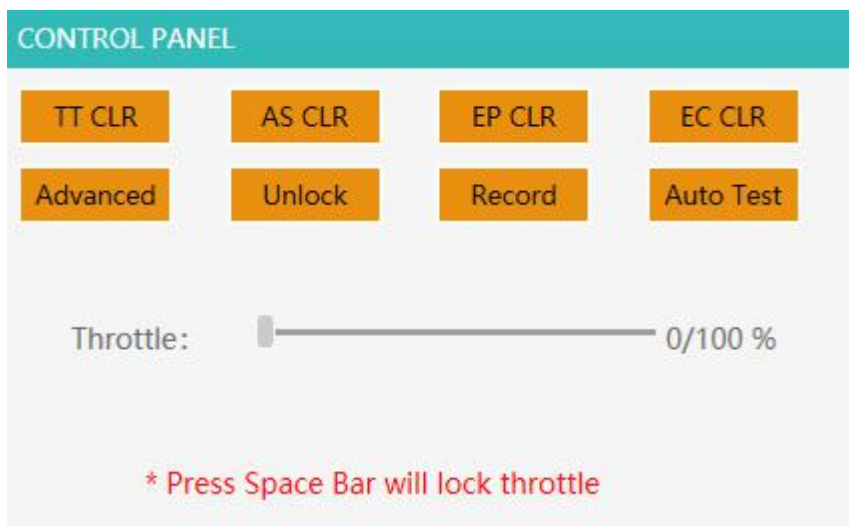 CONTROL PANEL
TT CLR AS CLR EP CLR EC CLR
Advanced Unlock Record Auto Test
Throttle: 0/100 %
* Press Space Bar will lock throttle